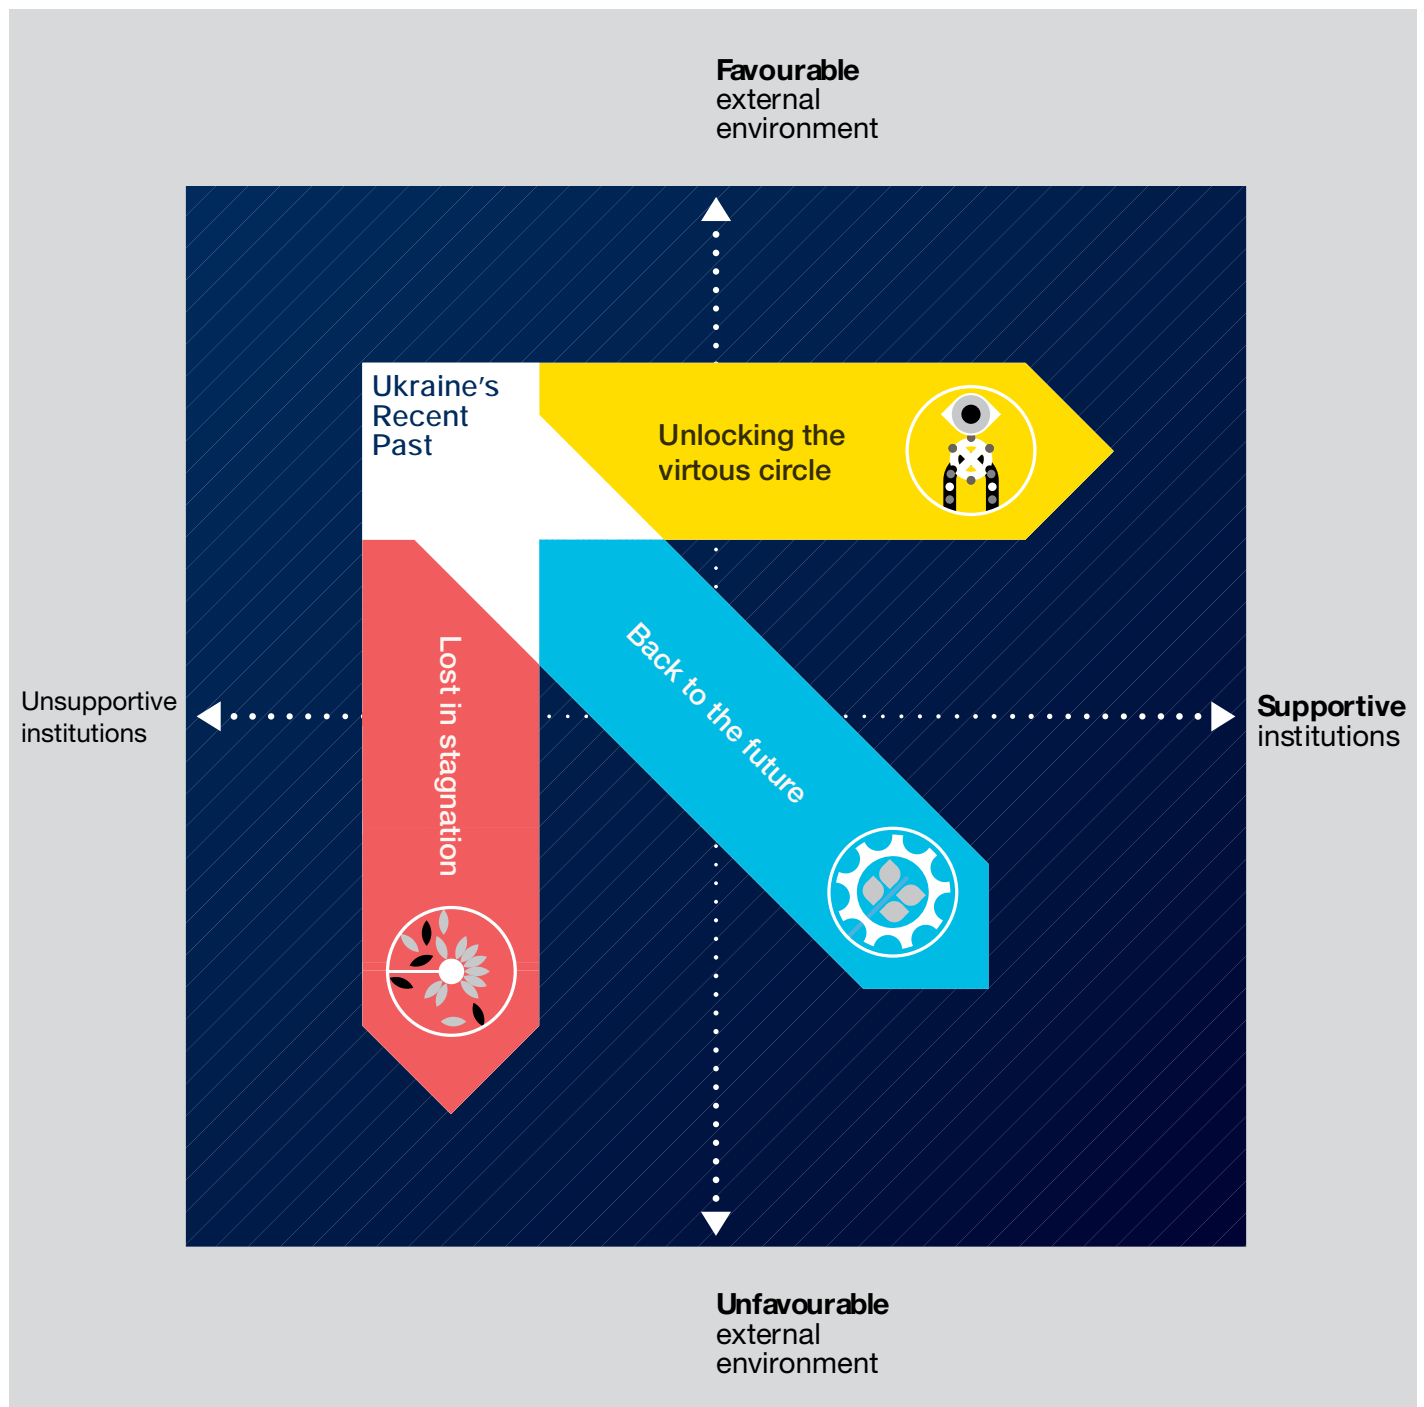 Favourable
external
environment
Ukraine's
Recent
Past
Unlocking the
virtous circle
Lost in stagnation
Back to the future
Unsupportive
institutions
Supportive
institutions
Unfavourable
external
environment